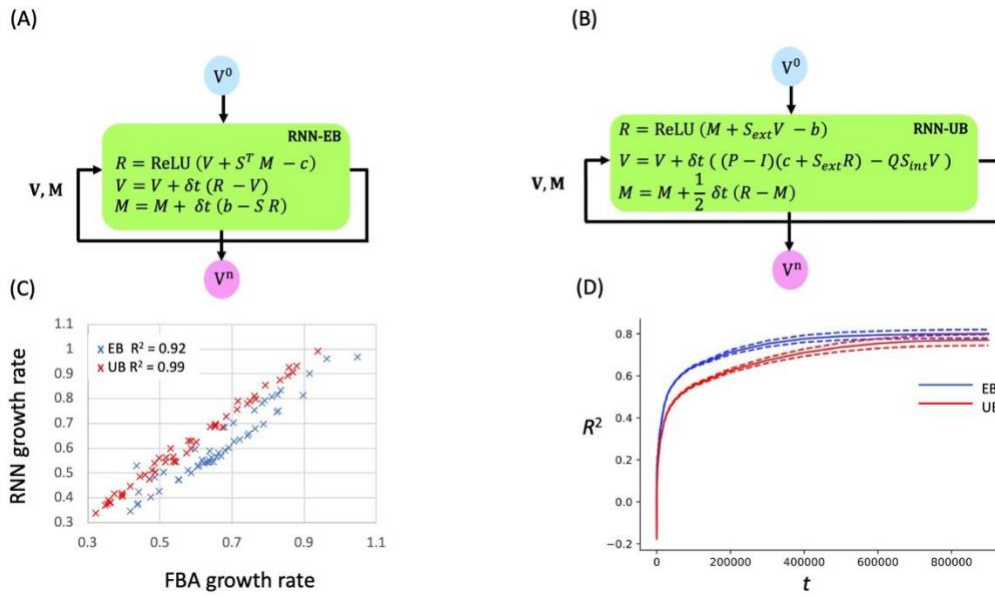 (A)
V⁰
RNN-EB
R = ReLU (V + Sᵀ M − c)
V = V + δt (R − V)
M = M + δt (b − S R)
V, M
Vⁿ
(B)
V⁰
R = ReLU (M + S_ext V − b) RNN-UB
V = V + δt ( (P − I)(c + S_ext R) − QS_int V)
M = M + 1/2 δt (R − M)
V, M
Vⁿ
(C)
1.1
1
0.9
0.8
0.7
0.6
0.5
0.4
0.3
RNN growth rate
× EB R² = 0.92
× UB R² = 0.99
0.3 0.5 0.7 0.9 1.1
FBA growth rate
(D)
0.8
0.6
0.4
0.2
0.0
−0.2
R²
EB
UB
0 200000 400000 600000 800000
t